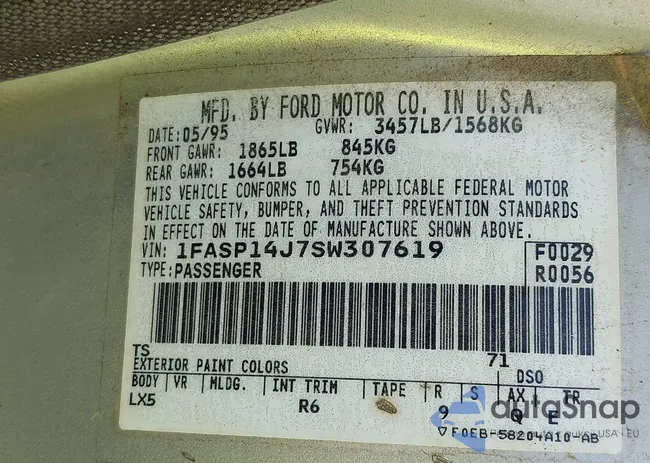 MFD. BY FORD MOTOR CO. IN U.S.A.
DATE: 05/95 GVWR: 3457LB/1568KG
FRONT GAWR: 1865LB 845KG
REAR GAWR: 1664LB 754KG
THIS VEHICLE CONFORMS TO ALL APPLICABLE FEDERAL MOTOR
VEHICLE SAFETY, BUMPER, AND THEFT PREVENTION STANDARDS
IN EFFECT ON THE DATE OF MANUFACTURE SHOWN ABOVE.
VIN: 1FASP14J7SW307619 F0029
TYPE: PASSENGER R0056
TS 71
EXTERIOR PAINT COLORS DSO
BODY VR MLDG. INT TRIM TAPE R S AX TR
LX5 R6 9 Q E
autoSnap
▽ F0EB-58204A10-AB